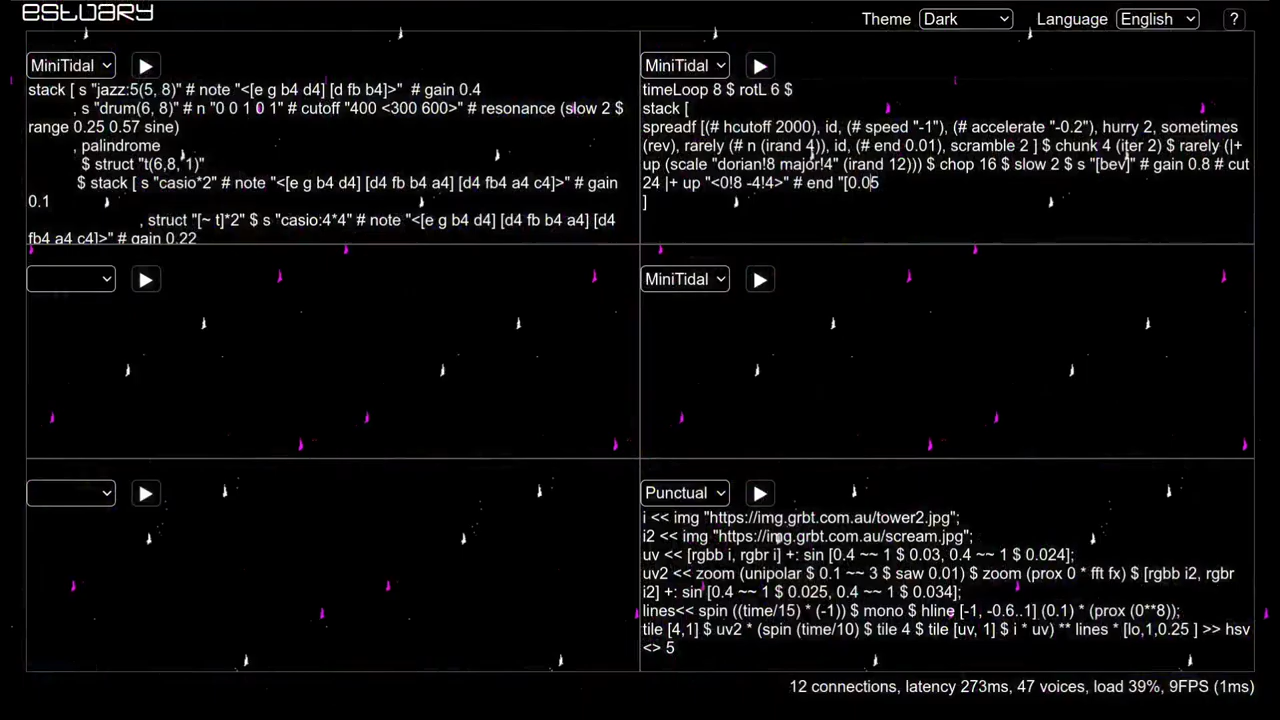 estuary
Theme Dark Language English ?
MiniTidal
stack [ s "jazz:5(5, 8)" # note "<[e g b4 d4] [d fb b4]>" # gain 0.4
, s "drum(6, 8)" # n "0 0 1 0 1" # cutoff "400 <300 600>" # resonance (slow 2 $
range 0.25 0.57 sine)
, palindrome
$ struct "t(6,8, 1)"
$ stack [ s "casio*2" # note "<[e g b4 d4] [d4 fb b4 a4] [d4 fb4 a4 c4]>" # gain
0.1
, struct "[~ t]*2" $ s "casio:4*4" # note "<[e g b4 d4] [d4 fb b4 a4] [d4
fb4 a4 c4]>" # gain 0.22
MiniTidal
timeLoop 8 $ rotL 6 $
stack [
spreadf [(# hcutoff 2000), id, (# speed "-1"), (# accelerate "-0.2"), hurry 2, sometimes
(rev), rarely (# n (irand 4)), id, (# end 0.01), scramble 2 ] $ chunk 4 (iter 2) $ rarely (|+
up (scale "dorian!8 major!4" (irand 12))) $ chop 16 $ slow 2 $ s "[bev]" # gain 0.8 # cut
24 |+ up "<0!8 -4!4>" # end "[0.05
]
MiniTidal
Punctual
i << img "https://img.grbt.com.au/tower2.jpg";
i2 << img "https://img.grbt.com.au/scream.jpg";
uv << [rgbb i, rgbr i] +: sin [0.4 ~~ 1 $ 0.03, 0.4 ~~ 1 $ 0.024];
uv2 << zoom (unipolar $ 0.1 ~~ 3 $ saw 0.01) $ zoom (prox 0 * fft fx) $ [rgbb i2, rgbr
i2] +: sin [0.4 ~~ 1 $ 0.025, 0.4 ~~ 1 $ 0.034];
lines<< spin ((time/15) * (-1)) $ mono $ hline [-1, -0.6..1] (0.1) * (prox (0**8));
tile [4,1] $ uv2 * (spin (time/10) $ tile 4 $ tile [uv, 1] $ i * uv) ** lines * [lo,1,0.25 ] >> hsv
<> 5
12 connections, latency 273ms, 47 voices, load 39%, 9FPS (1ms)